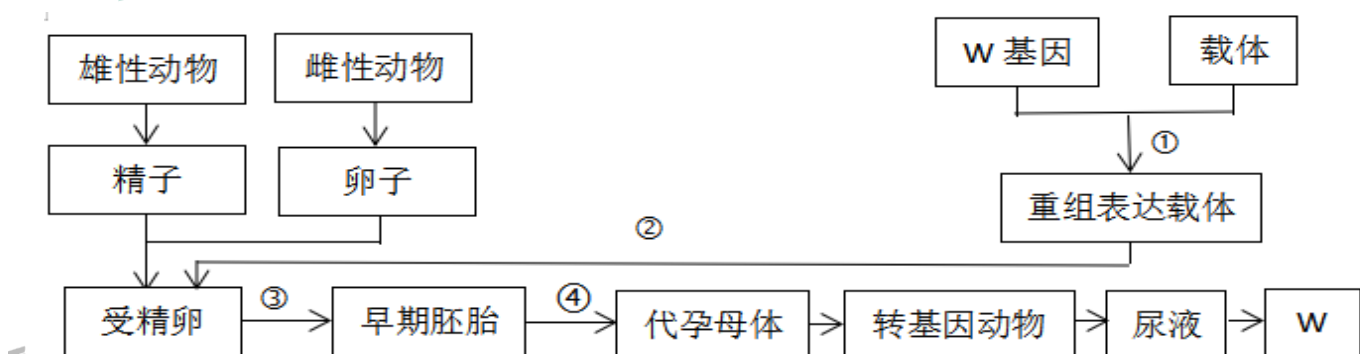 雄性动物
雌性动物
W 基因
载体
①
精子
卵子
重组表达载体
②
受精卵
③
早期胚胎
④
代孕母体
转基因动物
尿液
W